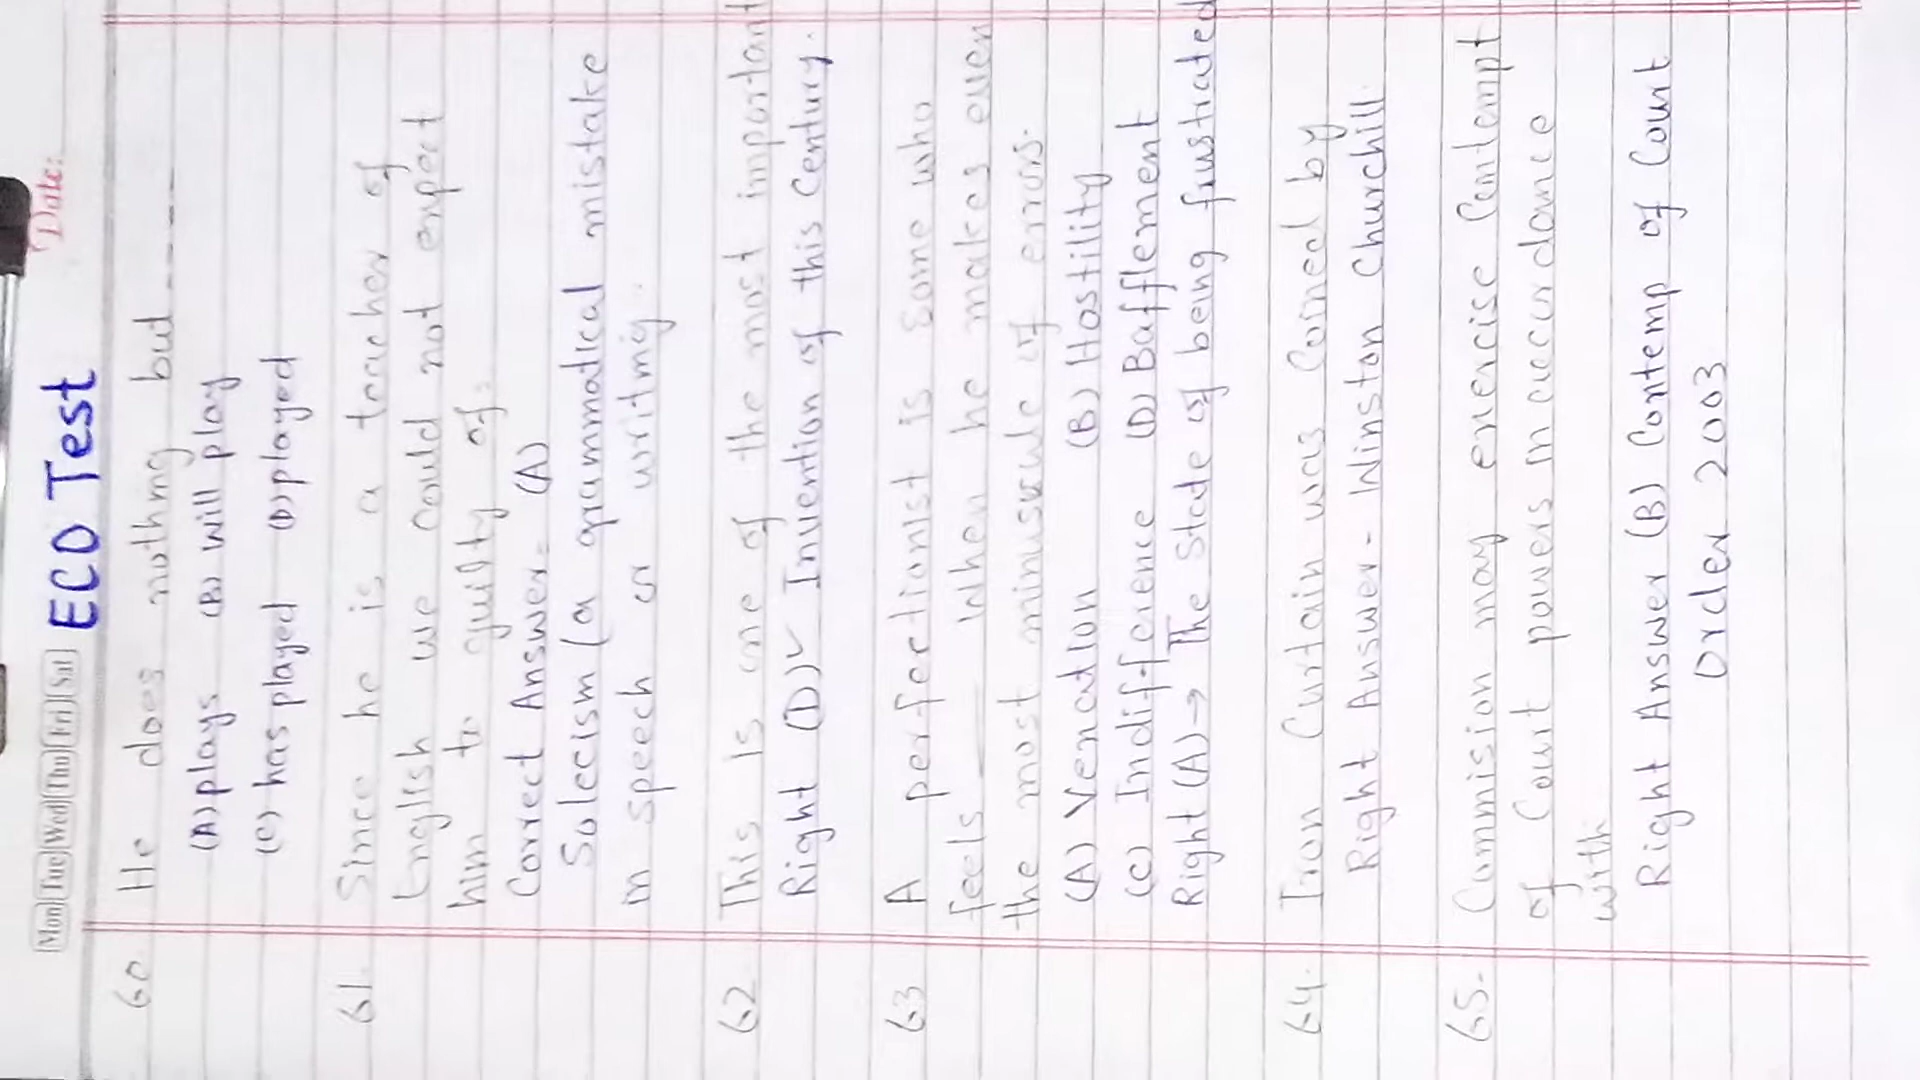 Mon Tue Wed Thu Fri Sat
ECO Test
Date:
60 He does nothing but -----
(A) plays (B) will play
(C) has played (D) played
61. Since he is a teacher of
English we could not expect
him to guilty of:
Correct Answer= (A)
Solecism (a grammatical mistake
in speech or writing.
62 This is one of the most important
Right (D) ✓ Invention of this Century.
63 A perfectionist is some who
feels ___ When he makes even
the most minuscule of errors.
(A) Vexation (B) Hostility
(C) Indifference (D) Bafflement
Right (A) → The State of being frustrated
64. Iron Curtain was Coined by
Right Answer - Winston Churchill.
65. Commision may exercise Contempt
of Court powers in accordance
with
Right Answer (B) Contemp of Court
Order 2003